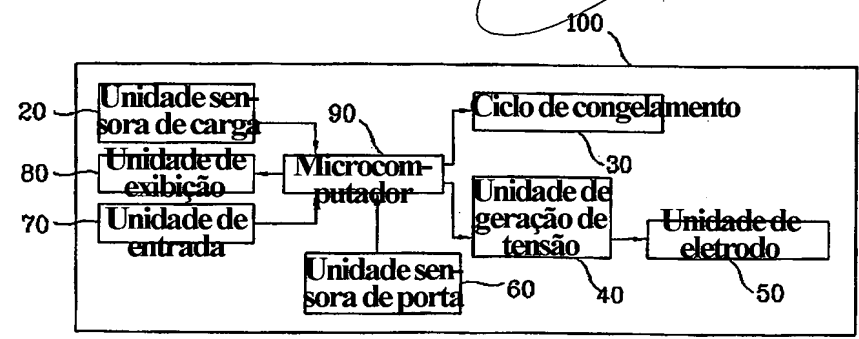 100
20
Unidade sen-
sora de carga
90
Ciclo de congelamento
30
80
Unidade de
exibição
Microcom-
putador
Unidade de
geração de
tensão
40
70
Unidade de
entrada
Unidade de
eletrodo
50
Unidade sen-
sora de porta
60